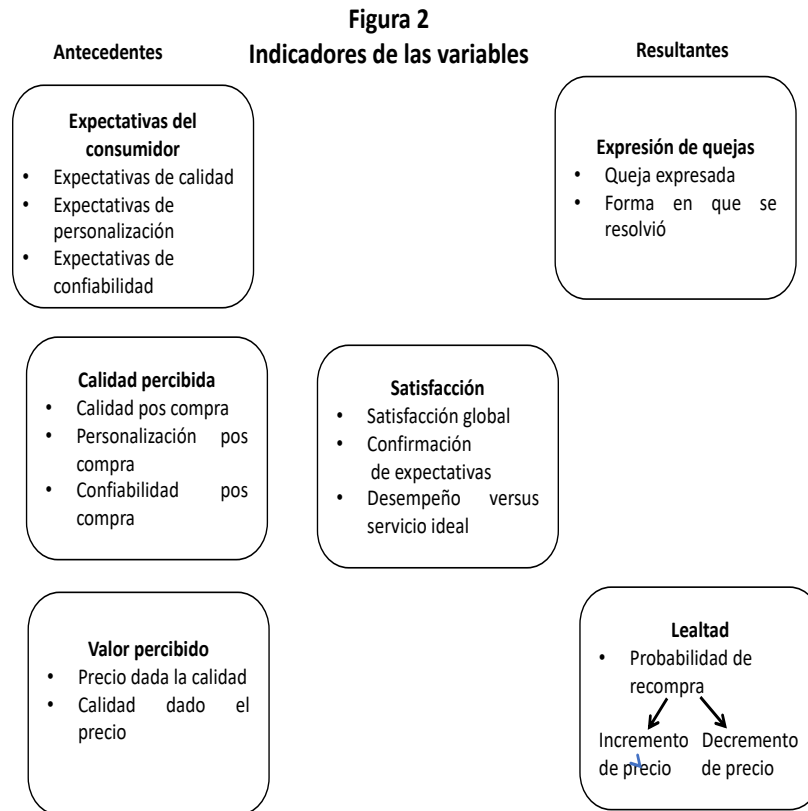 Figura 2
Indicadores de las variables
Antecedentes
Resultantes
Expectativas del
consumidor
• Expectativas de calidad
• Expectativas de
personalización
• Expectativas de
confiabilidad
Expresión de quejas
• Queja expresada
• Forma en que se
resolvió
Calidad percibida
• Calidad pos compra
• Personalización pos
compra
• Confiabilidad pos
compra
Satisfacción
• Satisfacción global
• Confirmación
de expectativas
• Desempeño versus
servicio ideal
Valor percibido
• Precio dada la calidad
• Calidad dado el
precio
Lealtad
• Probabilidad de
recompra
Incremento
de precio
Decremento
de precio